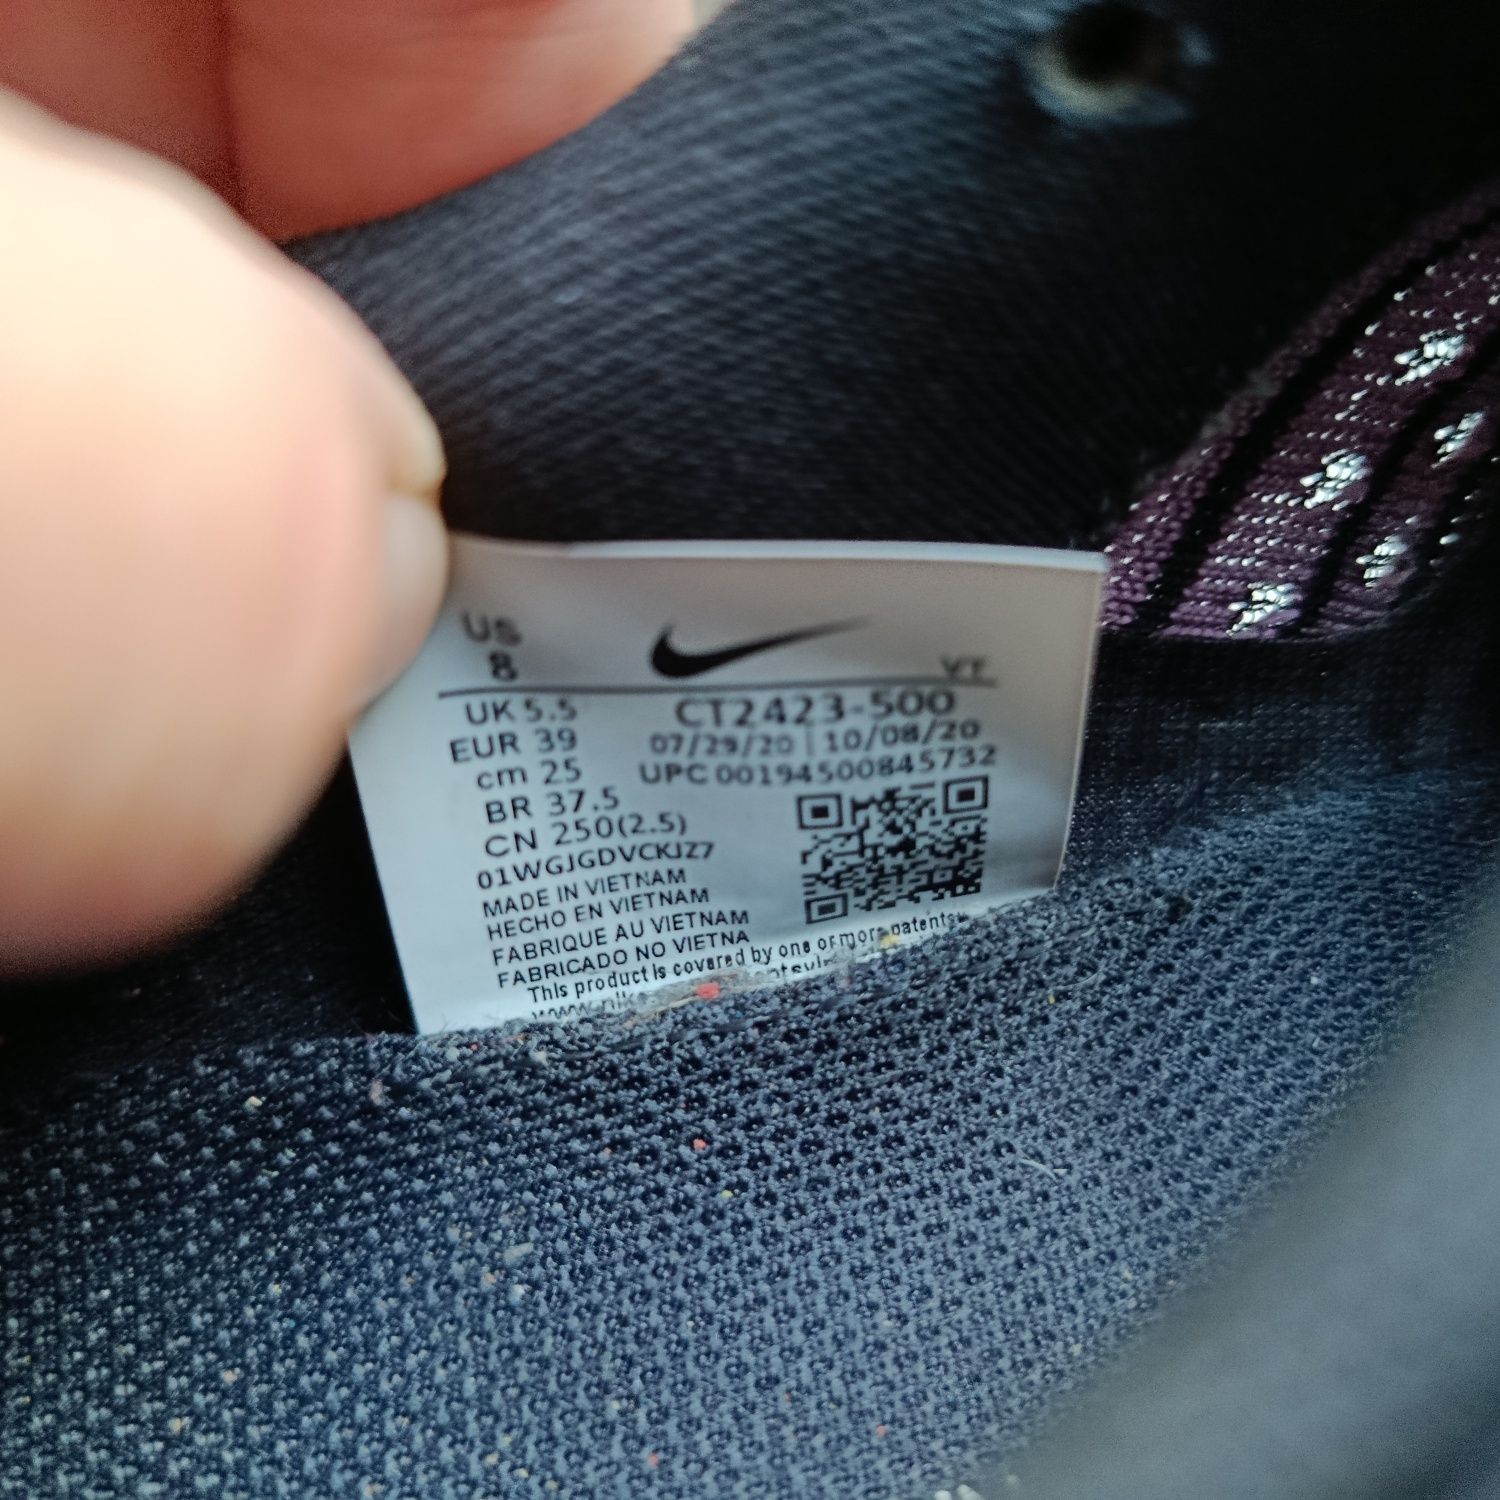 US
8
VT
UK 5.5
CT2423-500
EUR 39
07/29/20 | 10/08/20
cm 25
UPC 00194500845732
BR 37.5
CN 250(2.5)
01WGJGDVCKJZ7
MADE IN VIETNAM
HECHO EN VIETNAM
FABRIQUE AU VIETNAM
FABRICADO NO VIETNA
This product is covered by one or more patents.